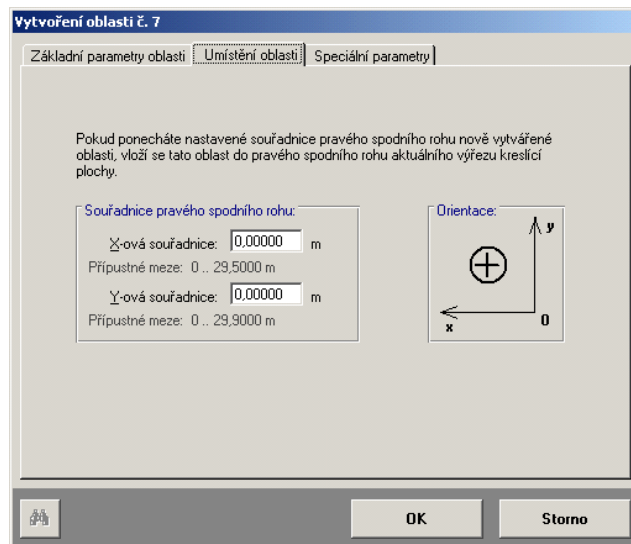 Vytvoření oblasti č. 7
Základní parametry oblasti Umístění oblasti Speciální parametry
Pokud ponecháte nastavené souřadnice pravého spodního rohu nově vytvářené
oblasti, vloží se tato oblast do pravého spodního rohu aktuálního výřezu kreslící
plochy.
Souřadnice pravého spodního rohu:
X-ová souřadnice: 0,00000 m
Přípustné meze: 0 .. 29,5000 m
Y-ová souřadnice: 0,00000 m
Přípustné meze: 0 .. 29,9000 m
Orientace:
y
x 0
OK Storno